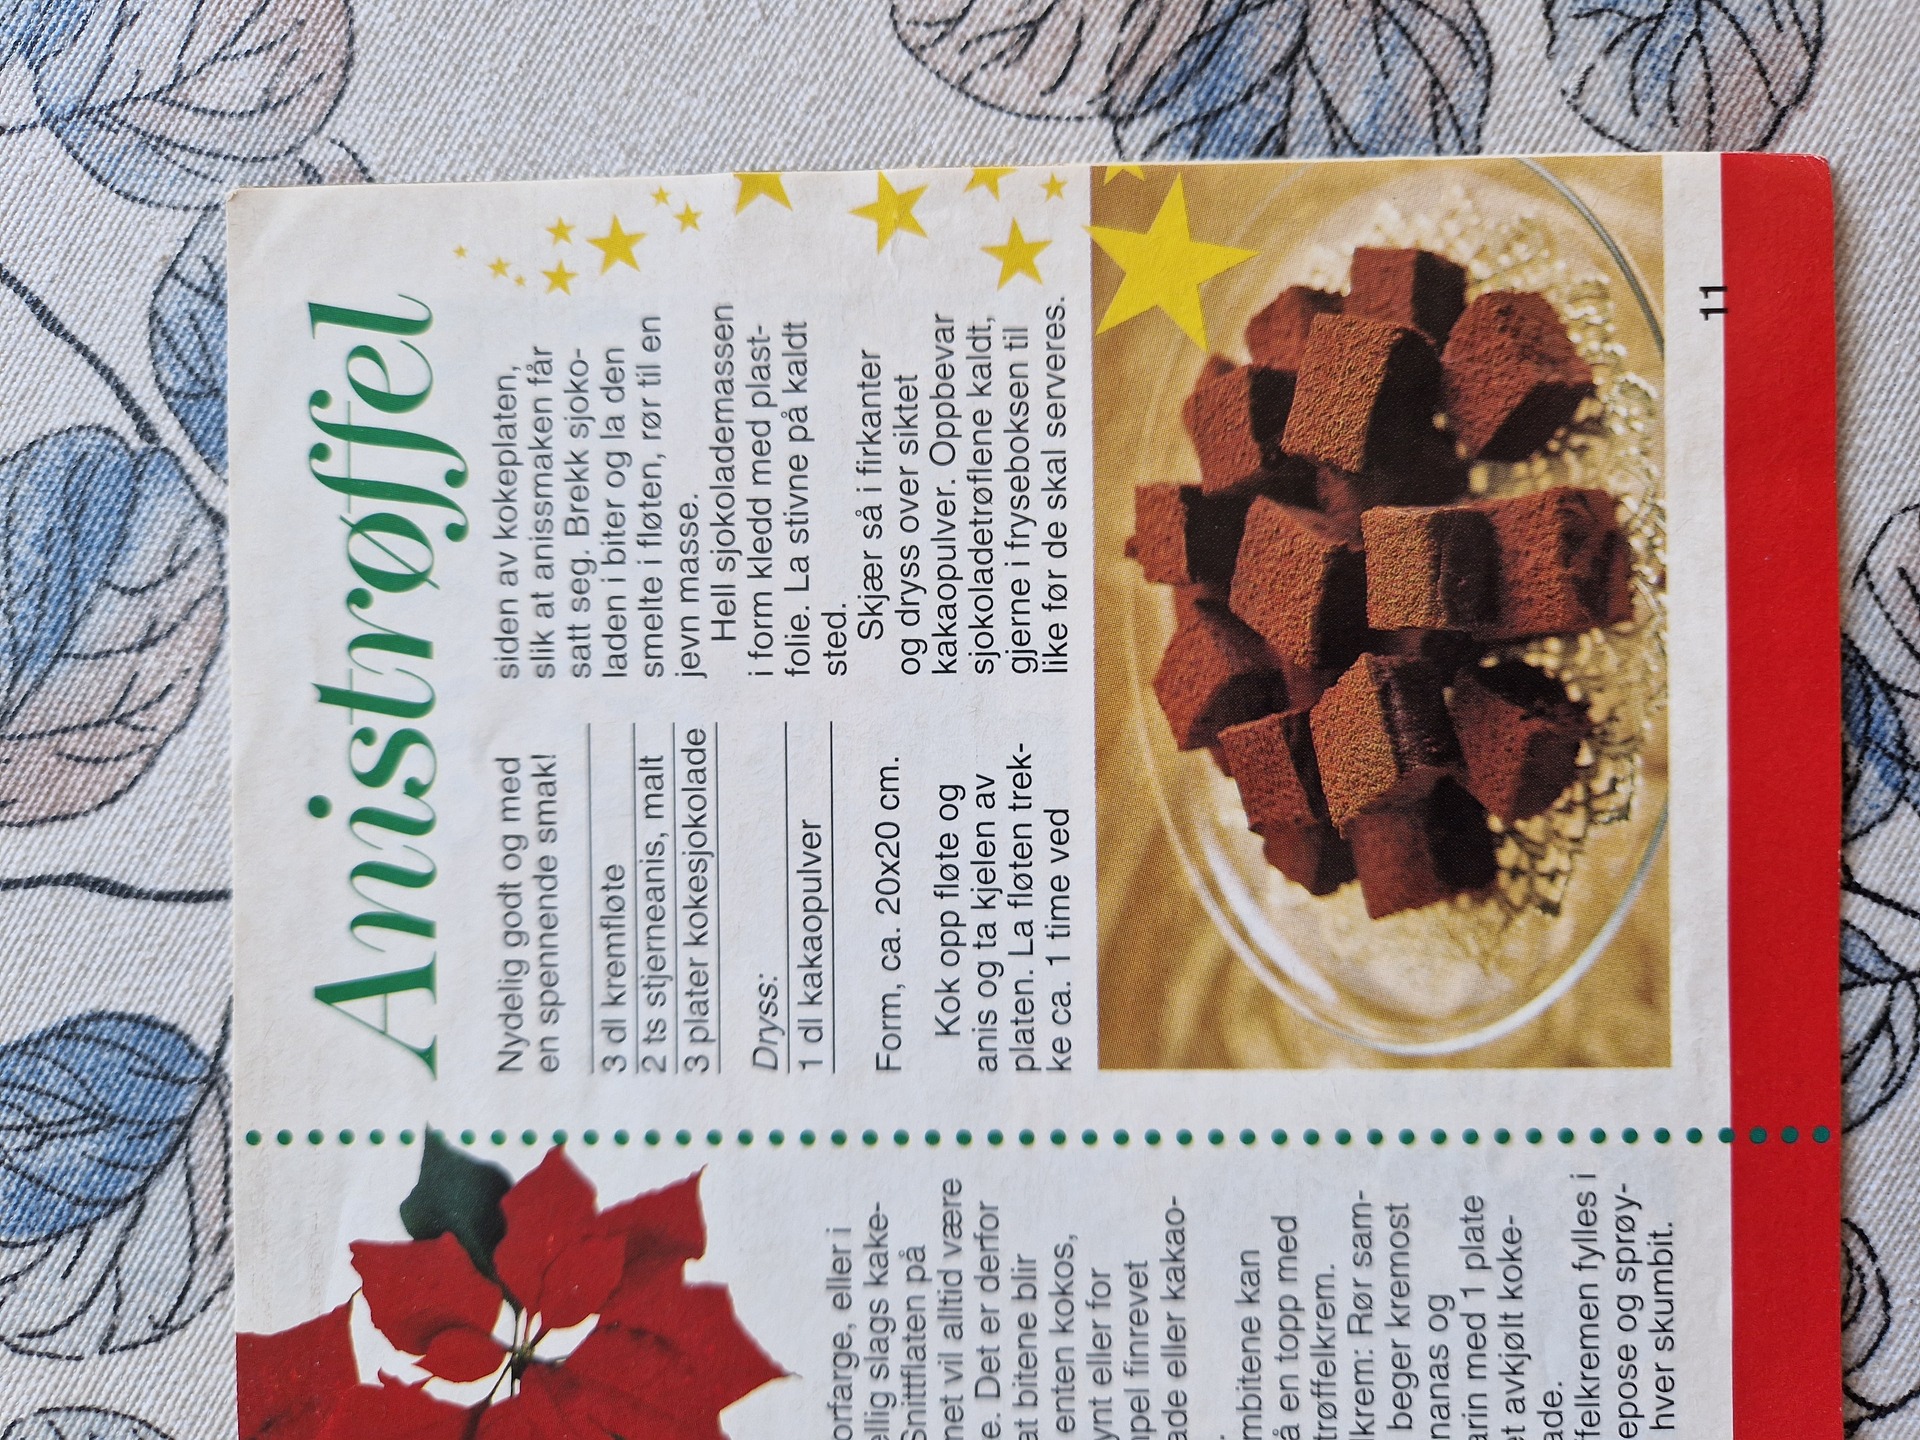 orfarge, eller i
ellig slags kake-
Snittflaten på
net vil alltid være
e. Det er derfor
at bitene blir
enten kokos,
ynt eller for
pel finrevet
ade eller kakao-
.
mbitene kan
å en topp med
trøffelkrem.
lkrem: Rør sam-
beger kremost
nanas og
arin med 1 plate
et avkjølt koke-
ade.
ffelkremen fylles i
epose og sprøy-
hver skumbit.
Anistrøffel
Nydelig godt og med
en spennende smak!
3 dl kremfløte
2 ts stjerneanis, malt
3 plater kokesjokolade
Dryss:
1 dl kakaopulver
Form, ca. 20x20 cm.
Kok opp fløte og
anis og ta kjelen av
platen. La fløten trek-
ke ca. 1 time ved
siden av kokeplaten,
slik at anissmaken får
satt seg. Brekk sjoko-
laden i biter og la den
smelte i fløten, rør til en
jevn masse.
Hell sjokolademassen
i form kledd med plast-
folie. La stivne på kaldt
sted.
Skjær så i firkanter
og dryss over siktet
kakaopulver. Oppbevar
sjokoladetrøflene kaldt,
gjerne i fryseboksen til
like før de skal serveres.
11